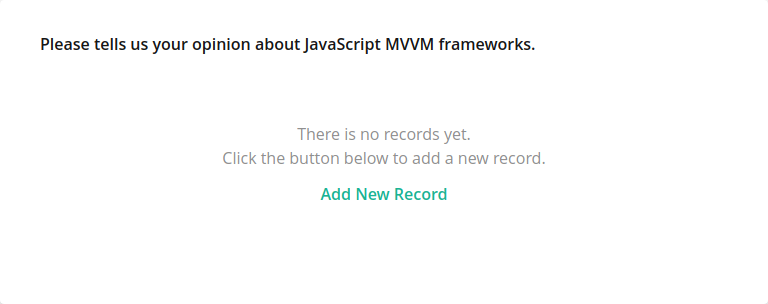 Please tells us your opinion about JavaScript MVVM frameworks.
There is no records yet.
Click the button below to add a new record.
Add New Record